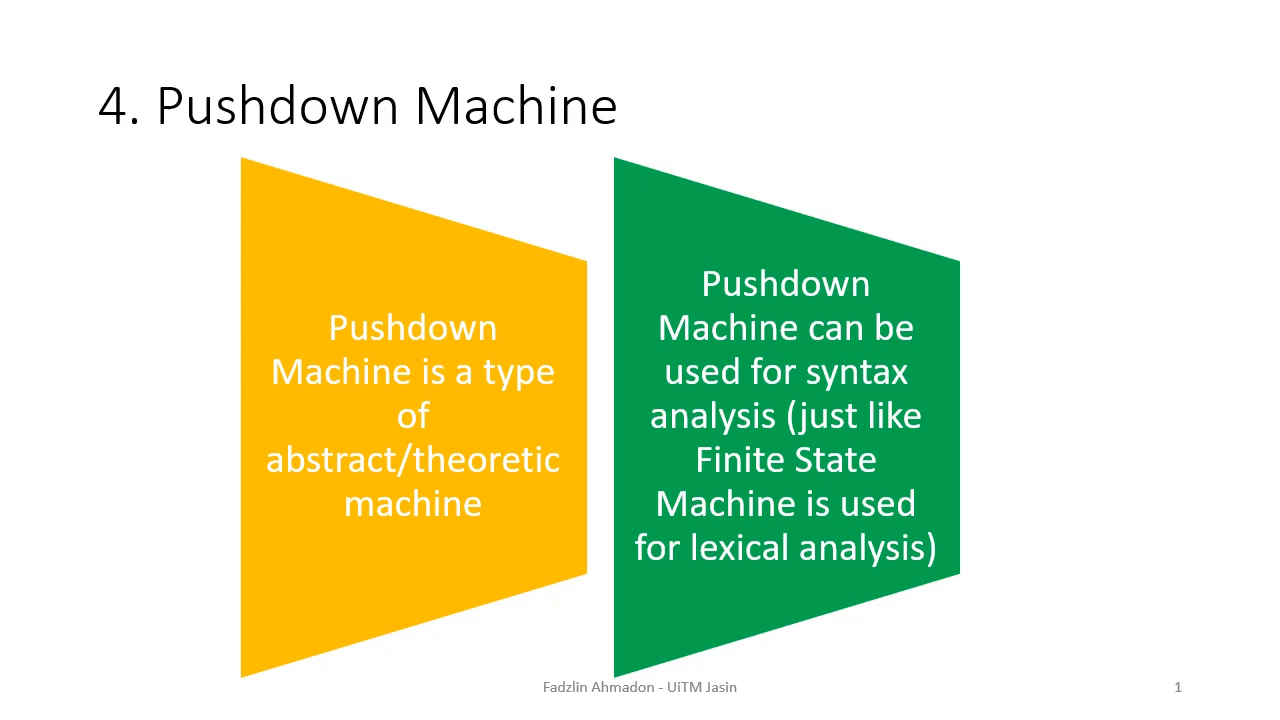 4. Pushdown Machine
Pushdown
Machine is a type
of
abstract/theoretic
machine
Pushdown
Machine can be
used for syntax
analysis (just like
Finite State
Machine is used
for lexical analysis)
Fadzlin Ahmadon - UiTM Jasin
1